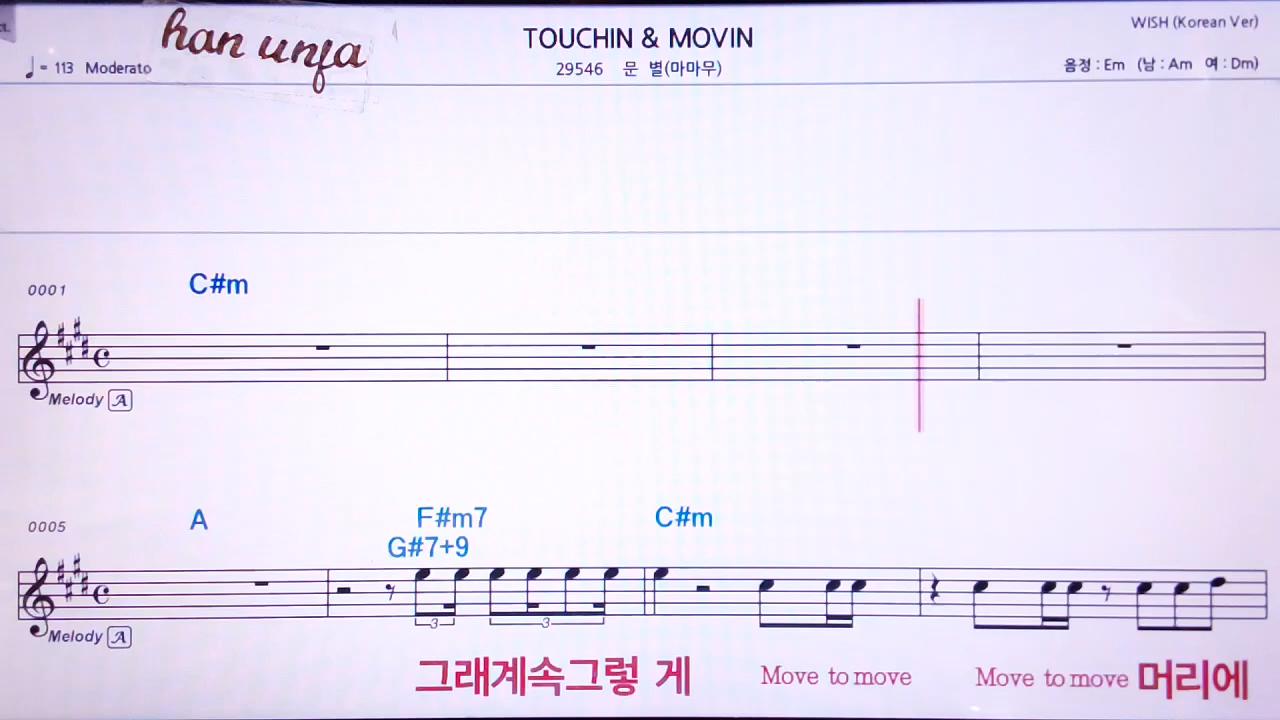 han unfa
TOUCHIN & MOVIN
WISH (Korean Ver)
♩ = 113 Moderato
29546 문 별(마마무)
음정 : Em (남 : Am 여 : Dm)
0001
C#m
Melody A
0005
A
F#m7
C#m
G#7+9
3
3
Melody A
그래계속그렇 게 Move to move Move to move 머리에